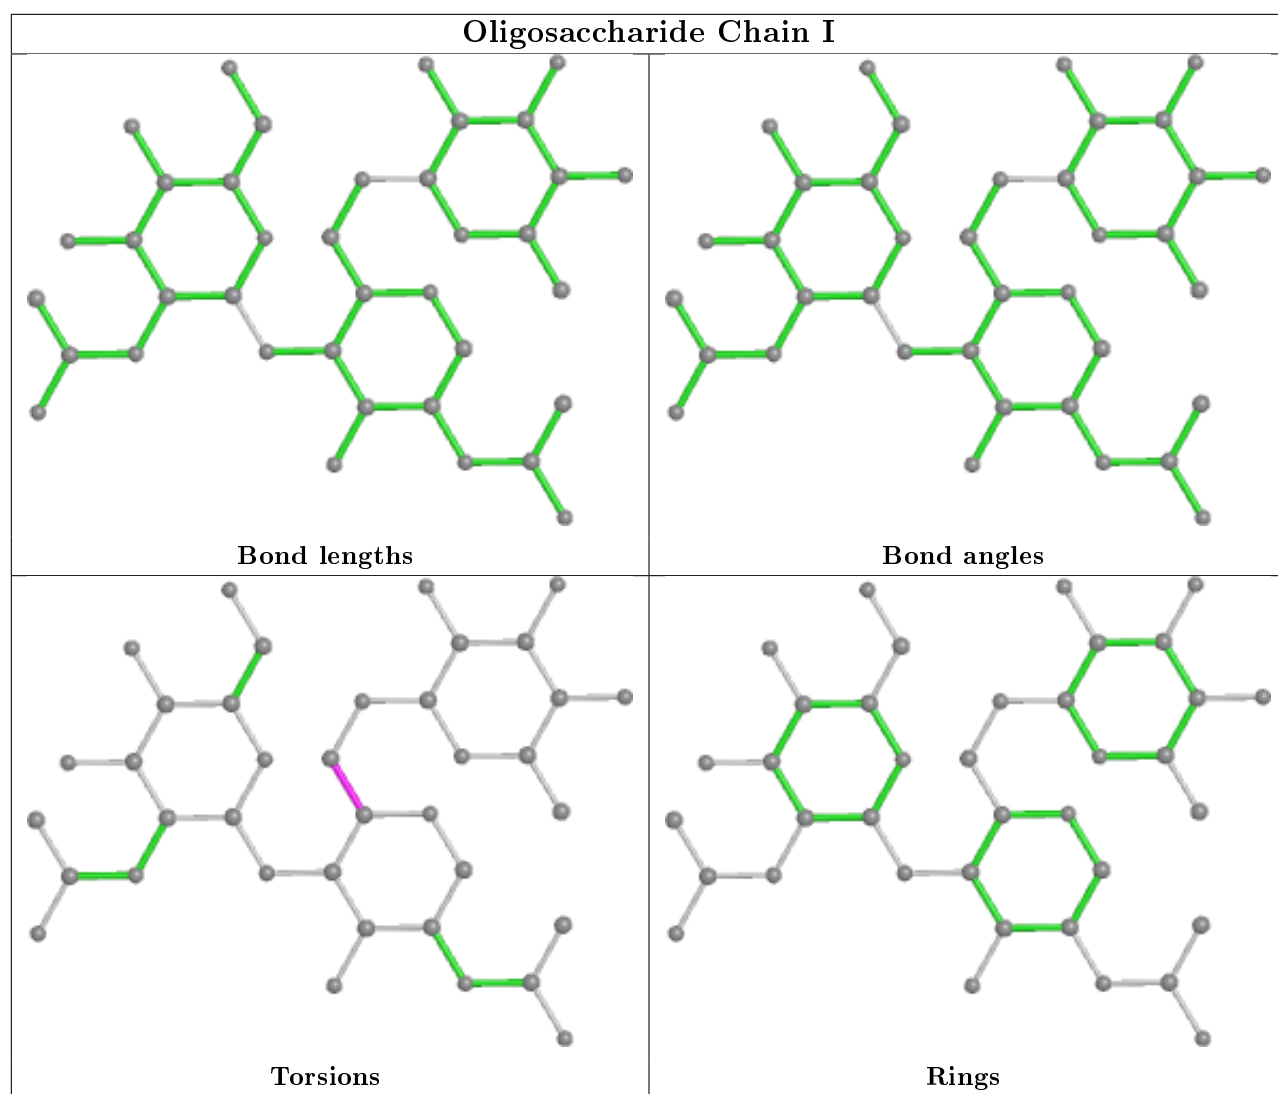 Oligosaccharide Chain I
Bond lengths
Bond angles
Torsions
Rings